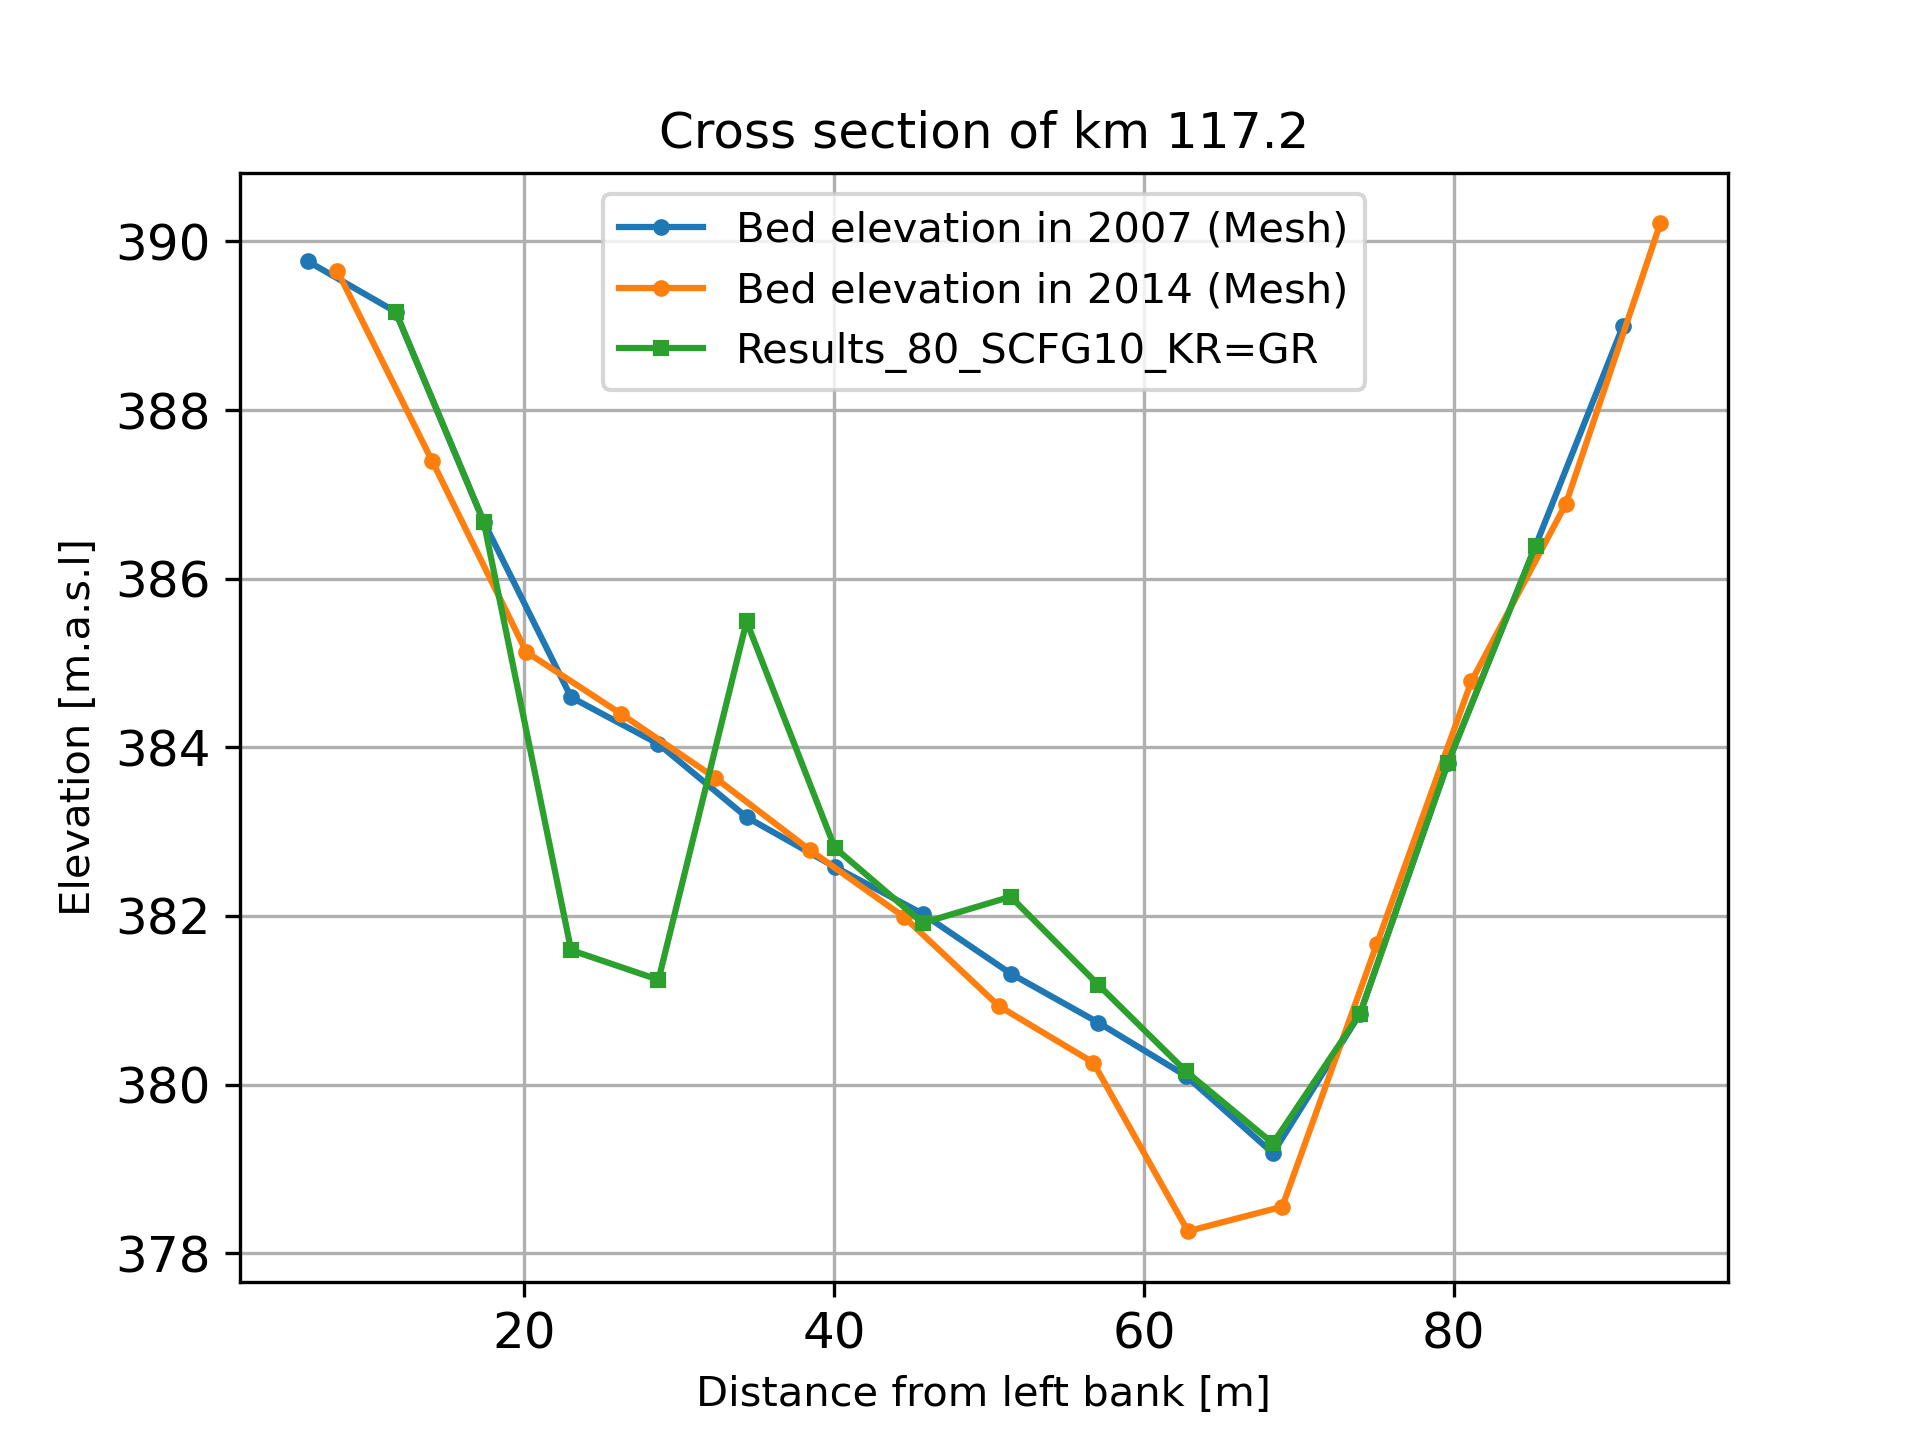 Cross section of km 117.2
Bed elevation in 2007 (Mesh)
Bed elevation in 2014 (Mesh)
Results_80_SCFG10_KR=GR
Elevation [m.a.s.l]
390
388
386
384
382
380
378
20 40 60 80
Distance from left bank [m]